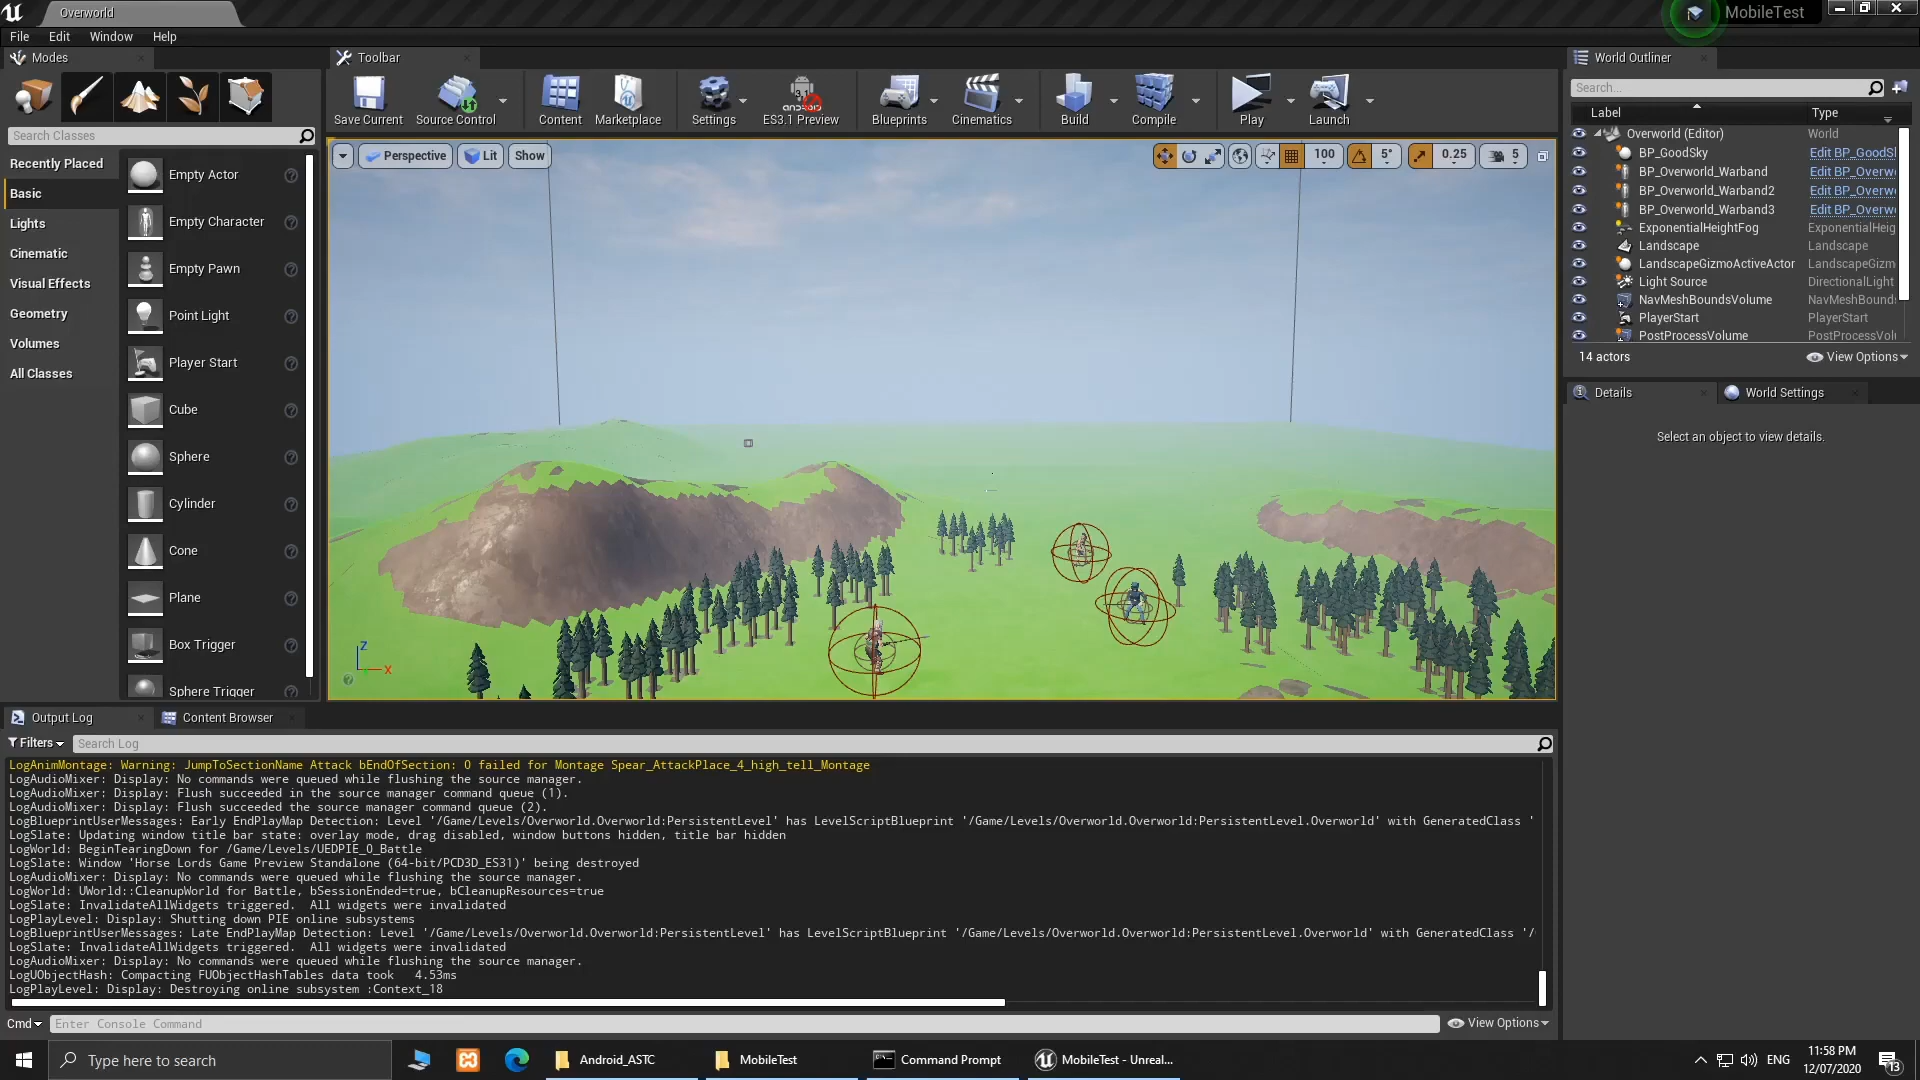 Overworld
MobileTest
File Edit Window Help
Modes
Toolbar
World Outliner
Save Current
Source Control
Content
Marketplace
Settings
3.1
ANDROID
ES3.1 Preview
Blueprints
Cinematics
Build
Compile
Play
Launch
Search Classes
Recently Placed
Basic
Lights
Cinematic
Visual Effects
Geometry
Volumes
All Classes
Empty Actor
Empty Character
Empty Pawn
Point Light
Player Start
Cube
Sphere
Cylinder
Cone
Plane
Box Trigger
Sphere Trigger
Perspective
Lit
Show
100
5°
0.25
5
Z
X
Search...
Label Type
Overworld (Editor) World
BP_GoodSky Edit BP_GoodSl
BP_Overworld_Warband Edit BP_Overw
BP_Overworld_Warband2 Edit BP_Overw
BP_Overworld_Warband3 Edit BP_Overw
ExponentialHeightFog ExponentialHeig
Landscape Landscape
LandscapeGizmoActiveActor LandscapeGizm
Light Source DirectionalLight
NavMeshBoundsVolume NavMeshBound
PlayerStart PlayerStart
PostProcessVolume PostProcessVolu
14 actors
View Options
Details
World Settings
Select an object to view details.
Output Log
Content Browser
Filters
Search Log
LogAnimMontage: Warning: JumpToSectionName Attack bEndOfSection: 0 failed for Montage Spear_AttackPlace_4_high_tell_Montage
LogAudioMixer: Display: No commands were queued while flushing the source manager.
LogAudioMixer: Display: Flush succeeded in the source manager command queue (1).
LogAudioMixer: Display: Flush succeeded the source manager command queue (2).
LogBlueprintUserMessages: Early EndPlayMap Detection: Level '/Game/Levels/Overworld.Overworld:PersistentLevel' has LevelScriptBlueprint '/Game/Levels/Overworld.Overworld:PersistentLevel.Overworld' with GeneratedClass '
LogSlate: Updating window title bar state: overlay mode, drag disabled, window buttons hidden, title bar hidden
LogWorld: BeginTearingDown for /Game/Levels/UEDPIE_0_Battle
LogSlate: Window 'Horse Lords Game Preview Standalone (64-bit/PCD3D_ES31)' being destroyed
LogAudioMixer: Display: No commands were queued while flushing the source manager.
LogWorld: UWorld::CleanupWorld for Battle, bSessionEnded=true, bCleanupResources=true
LogSlate: InvalidateAllWidgets triggered.  All widgets were invalidated
LogPlayLevel: Display: Shutting down PIE online subsystems
LogBlueprintUserMessages: Late EndPlayMap Detection: Level '/Game/Levels/Overworld.Overworld:PersistentLevel' has LevelScriptBlueprint '/Game/Levels/Overworld.Overworld:PersistentLevel.Overworld' with GeneratedClass '/
LogSlate: InvalidateAllWidgets triggered.  All widgets were invalidated
LogAudioMixer: Display: No commands were queued while flushing the source manager.
LogUObjectHash: Compacting FUObjectHashTables data took   4.53ms
LogPlayLevel: Display: Destroying online subsystem :Context_18
Cmd
Enter Console Command
View Options
Type here to search
Android_ASTC
MobileTest
Command Prompt
MobileTest - Unreal...
ENG
11:58 PM
12/07/2020
13